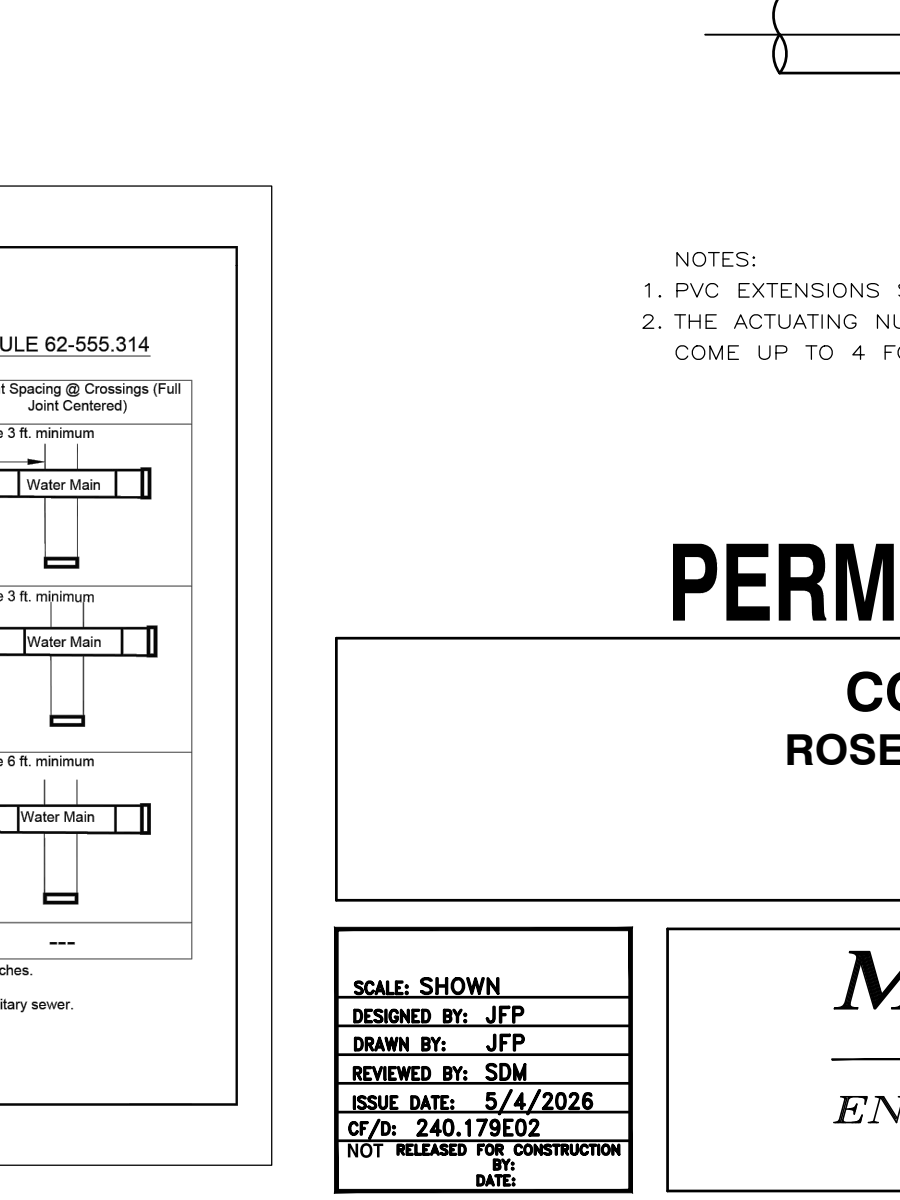 NOTES:
1. PVC EXTENSIONS
2. THE ACTUATING
COME UP TO 4
ULE 62-555.314
Spacing @ Crossings (Full
Joint Centered)
3 ft. minimum
Water Main
3 ft. minimum
Water Main
6 ft. minimum
Water Main
---
ches.
itary sewer.
PERM
CO
ROSE
SCALE: SHOWN
DESIGNED BY: JFP
DRAWN BY: JFP
REVIEWED BY: SDM
ISSUE DATE: 5/4/2026
CF/D: 240.179E02
NOT RELEASED FOR CONSTRUCTION
BY:
DATE:
M
EN